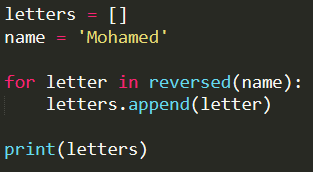 letters = []
name = 'Mohamed'
for letter in reversed(name):
    letters.append(letter)
print(letters)